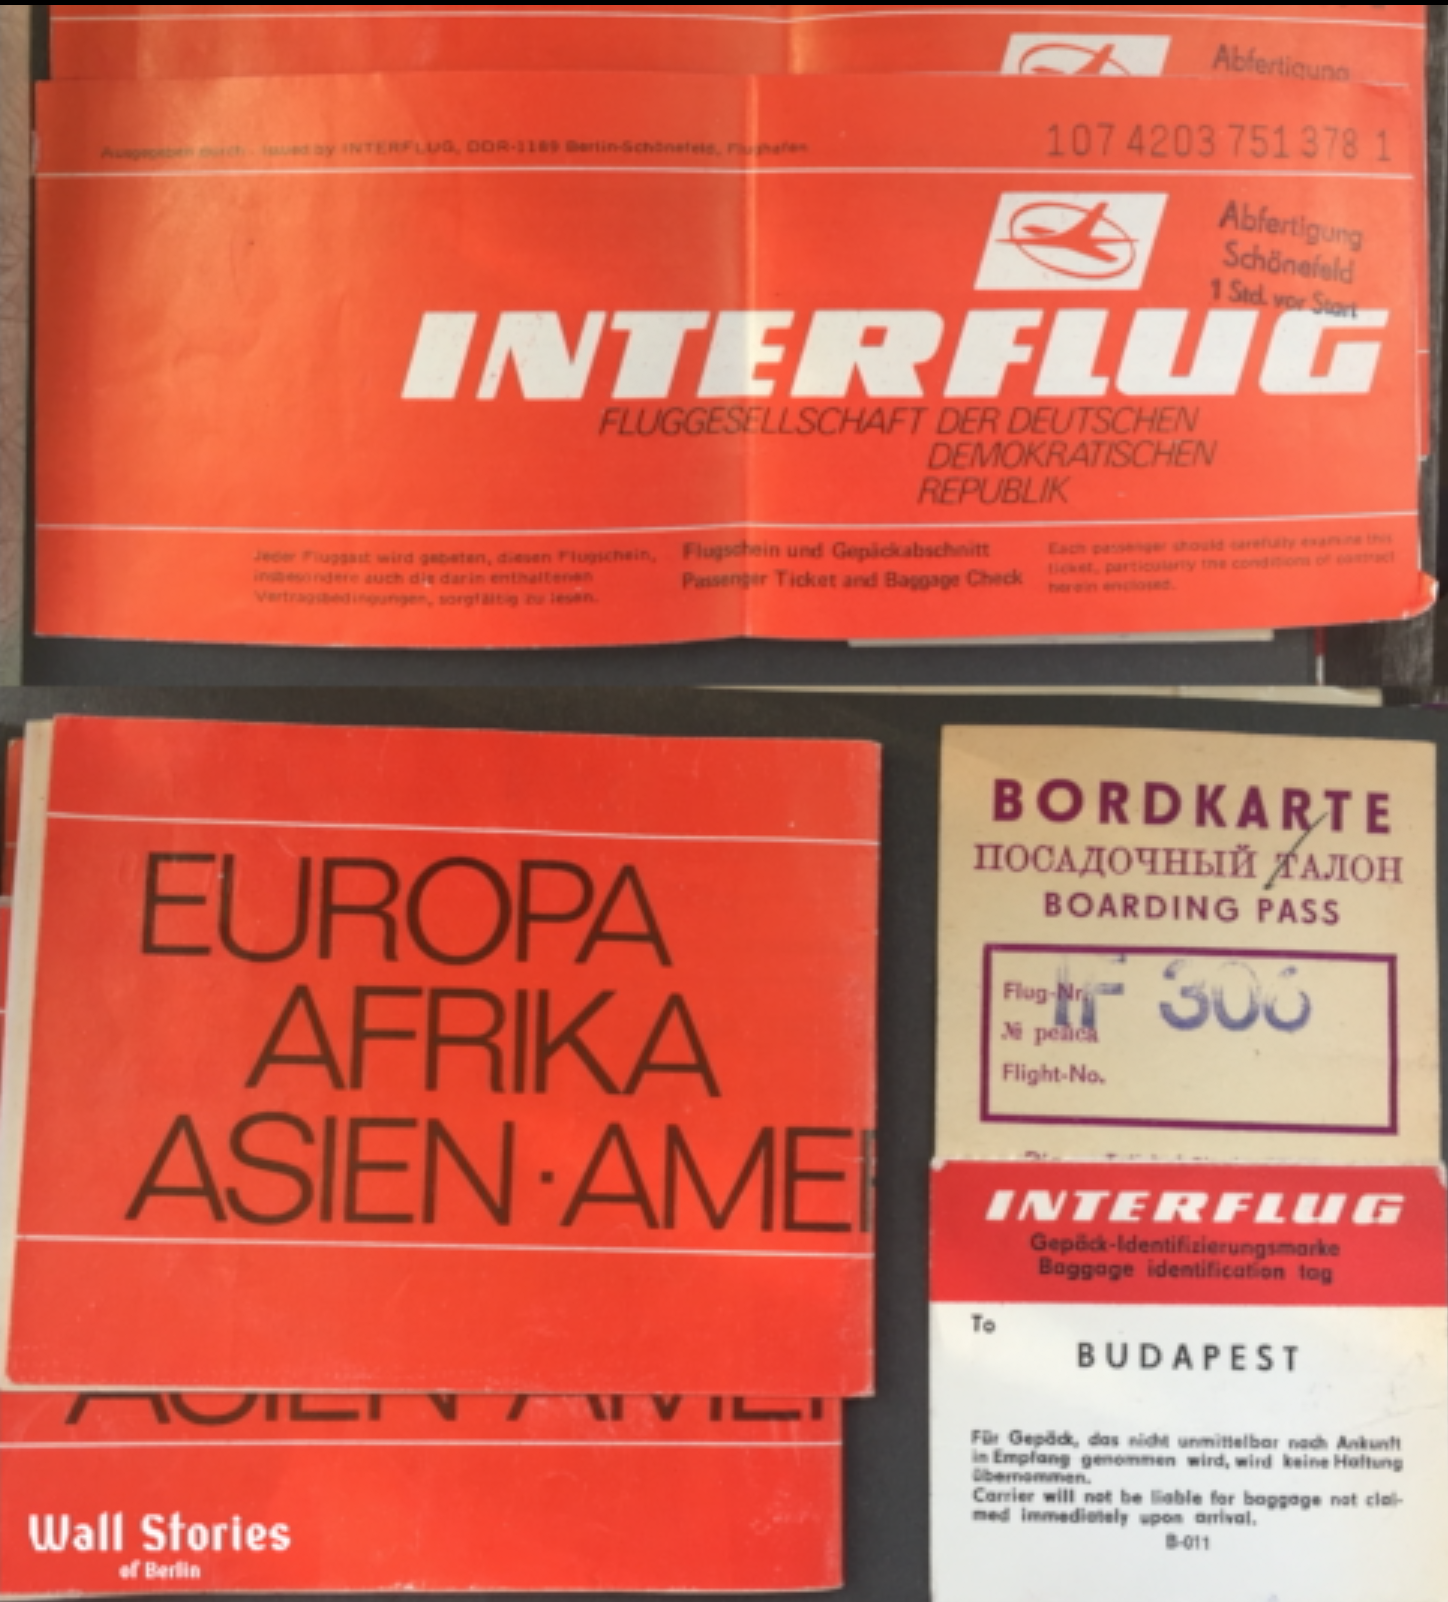 Abfertigung
Ausgegeben durch - Issued by INTERFLUG, DDR-1189 Berlin-Schönefeld, Flughafen
107 4203 751 378 1
Abfertigung
Schönefeld
1 Std. vor Start
INTERFLUG
FLUGGESELLSCHAFT DER DEUTSCHEN
DEMOKRATISCHEN
REPUBLIK
Jeder Fluggast wird gebeten, diesen Flugschein,
insbesondere auch die darin enthaltenen
Vertragsbedingungen, sorgfältig zu lesen.
Flugschein und Gepäckabschnitt
Passenger Ticket and Baggage Check
Each passenger should carefully examine this
ticket, particularly the conditions of contract
herein enclosed.
EUROPA
AFRIKA
ASIEN · AMER
ASIEN · AMER
BORDKARTE
ПОСАДОЧНЫЙ ТАЛОН
BOARDING PASS
Flug-Nr.
№ рейса
Flight-No.
IF 306
INTERFLUG
Gepäck-Identifizierungsmarke
Baggage identification tag
To
BUDAPEST
Für Gepäck, das nicht unmittelbar nach Ankunft
in Empfang genommen wird, wird keine Haftung
übernommen.
Carrier will not be liable for baggage not clai-
med immediately upon arrival.
B-011
Wall Stories
of Berlin